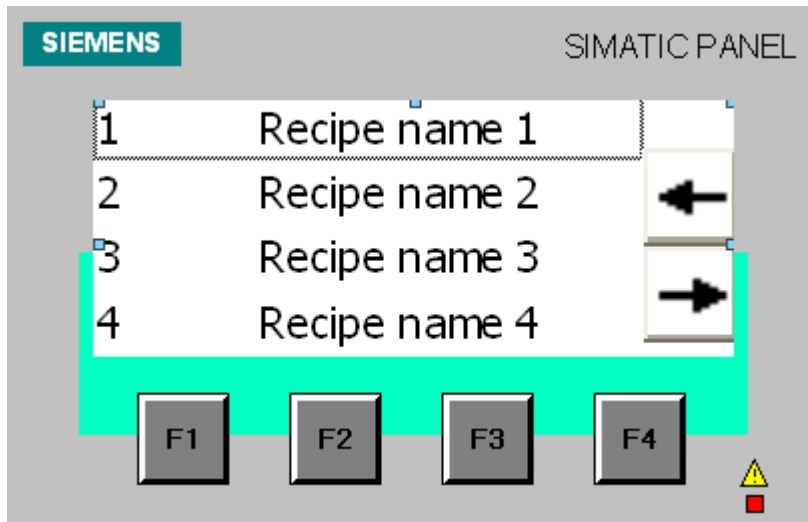 SIEMENS SIMATIC PANEL
1 Recipe name 1
2 Recipe name 2
3 Recipe name 3
4 Recipe name 4
F1 F2 F3 F4